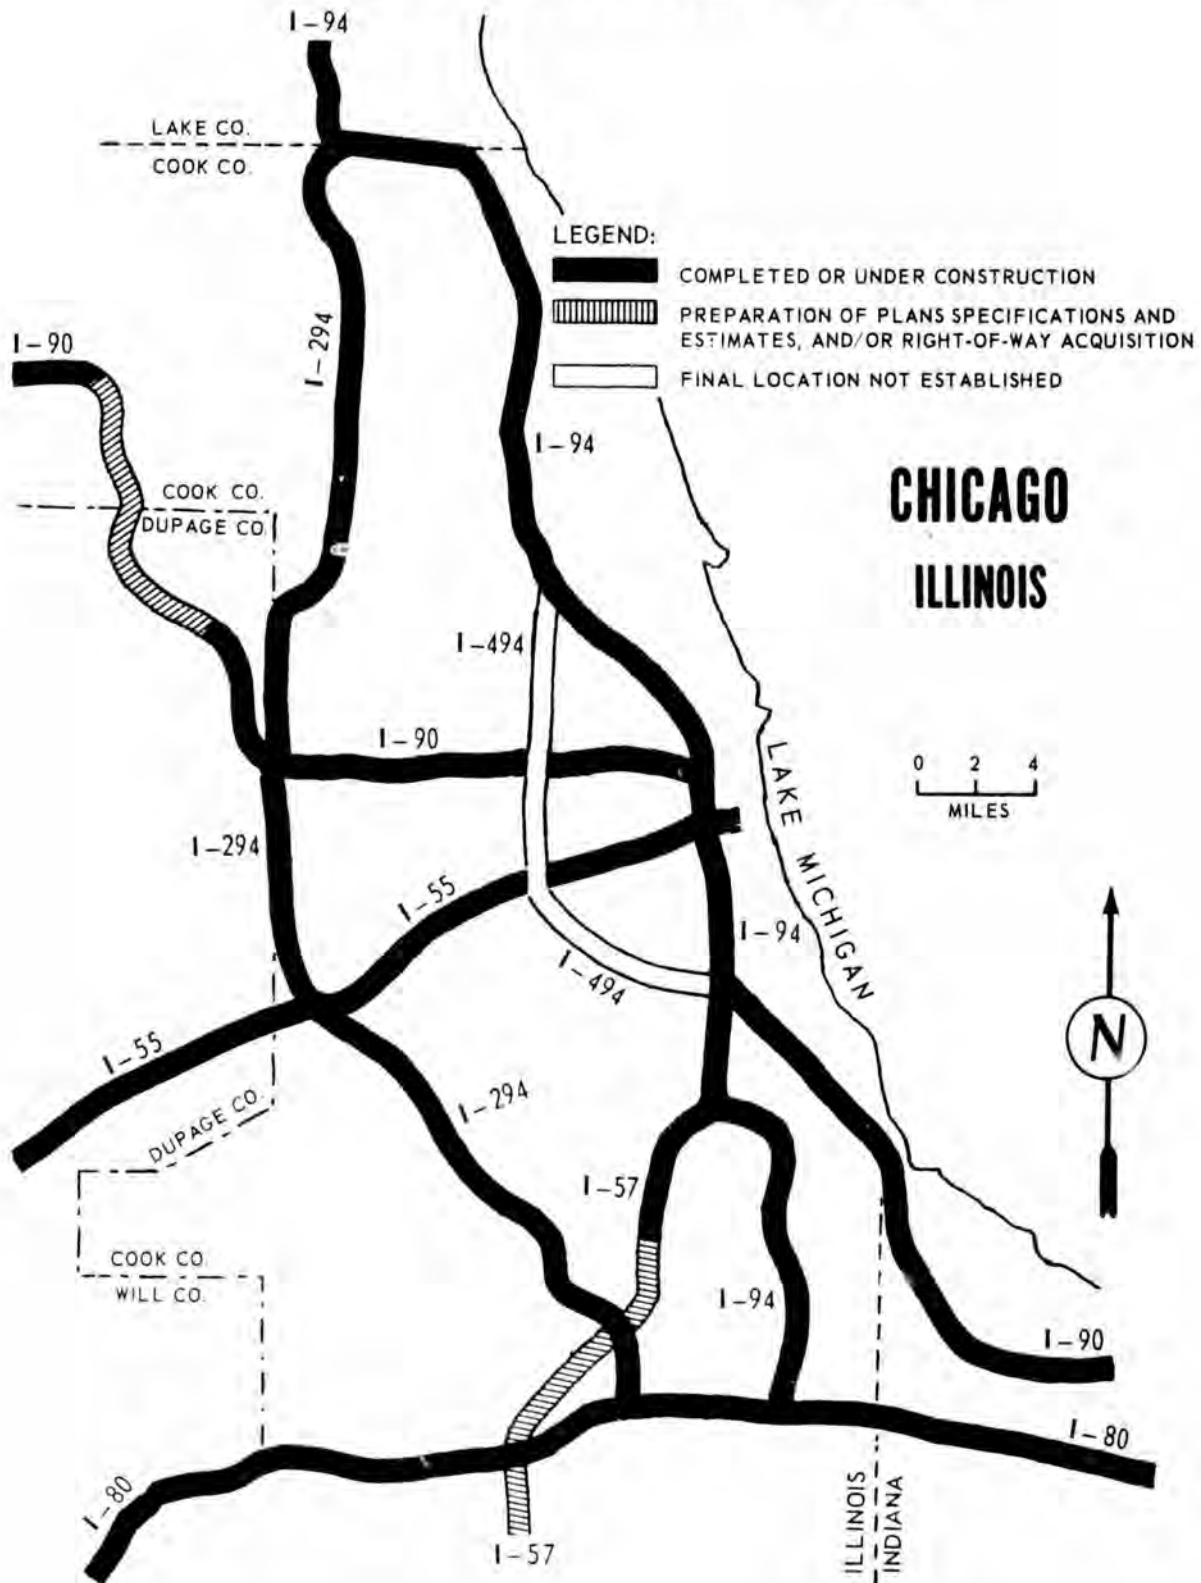 I-94
LAKE CO.
COOK CO.
LEGEND:
COMPLETED OR UNDER CONSTRUCTION
PREPARATION OF PLANS SPECIFICATIONS AND
ESTIMATES, AND/OR RIGHT-OF-WAY ACQUISITION
FINAL LOCATION NOT ESTABLISHED
I-90
I-294
I-94
CHICAGO
ILLINOIS
COOK CO.
DUPAGE CO.
I-494
I-90
LAKE MICHIGAN
0 2 4
MILES
I-294
I-55
I-94
I-494
N
I-55
I-294
DUPAGE CO.
I-57
COOK CO.
WILL CO.
I-94
I-90
I-80
I-80
I-57
ILLINOIS
INDIANA